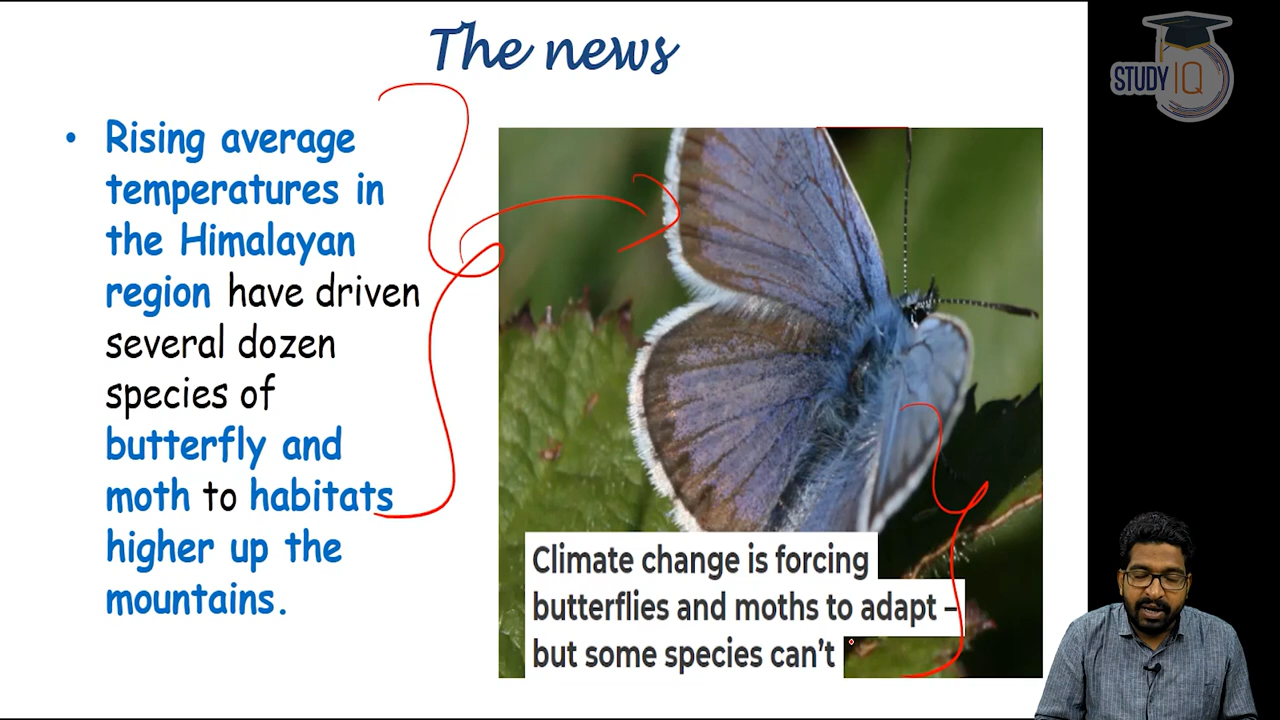 The news
STUDY IQ
• Rising average
temperatures in
the Himalayan
region have driven
several dozen
species of
butterfly and
moth to habitats
higher up the
mountains.
Climate change is forcing
butterflies and moths to adapt –
but some species can't